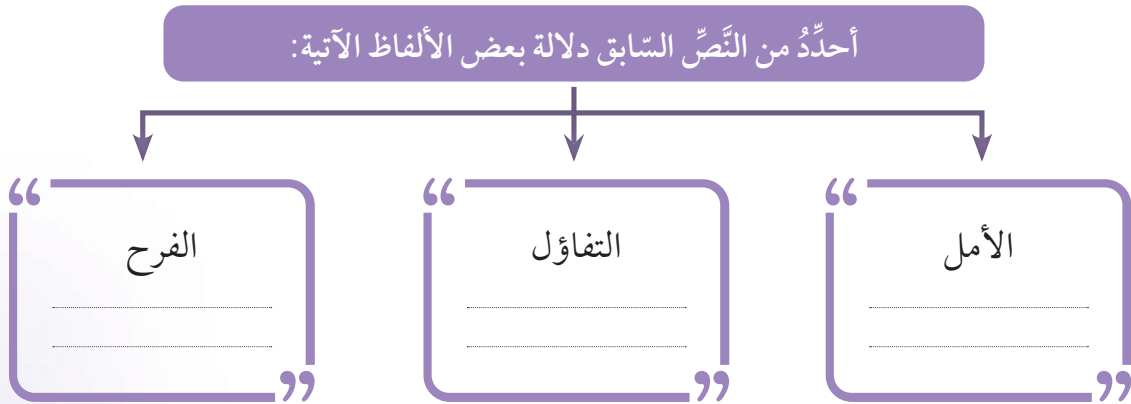 أحدِّدُ من النَّصِّ السّابق دلالة بعض الألفاظ الآتية:
الأمل
التفاؤل
الفرح